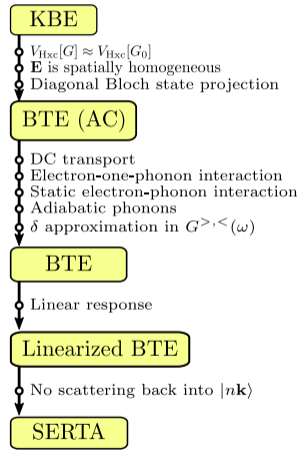 KBE
V_Hxc[G] ≈ V_Hxc[G_0]
E is spatially homogeneous
Diagonal Bloch state projection
BTE (AC)
DC transport
Electron-one-phonon interaction
Static electron-phonon interaction
Adiabatic phonons
δ approximation in G^{>,<}(ω)
BTE
Linear response
Linearized BTE
No scattering back into |nk⟩
SERTA